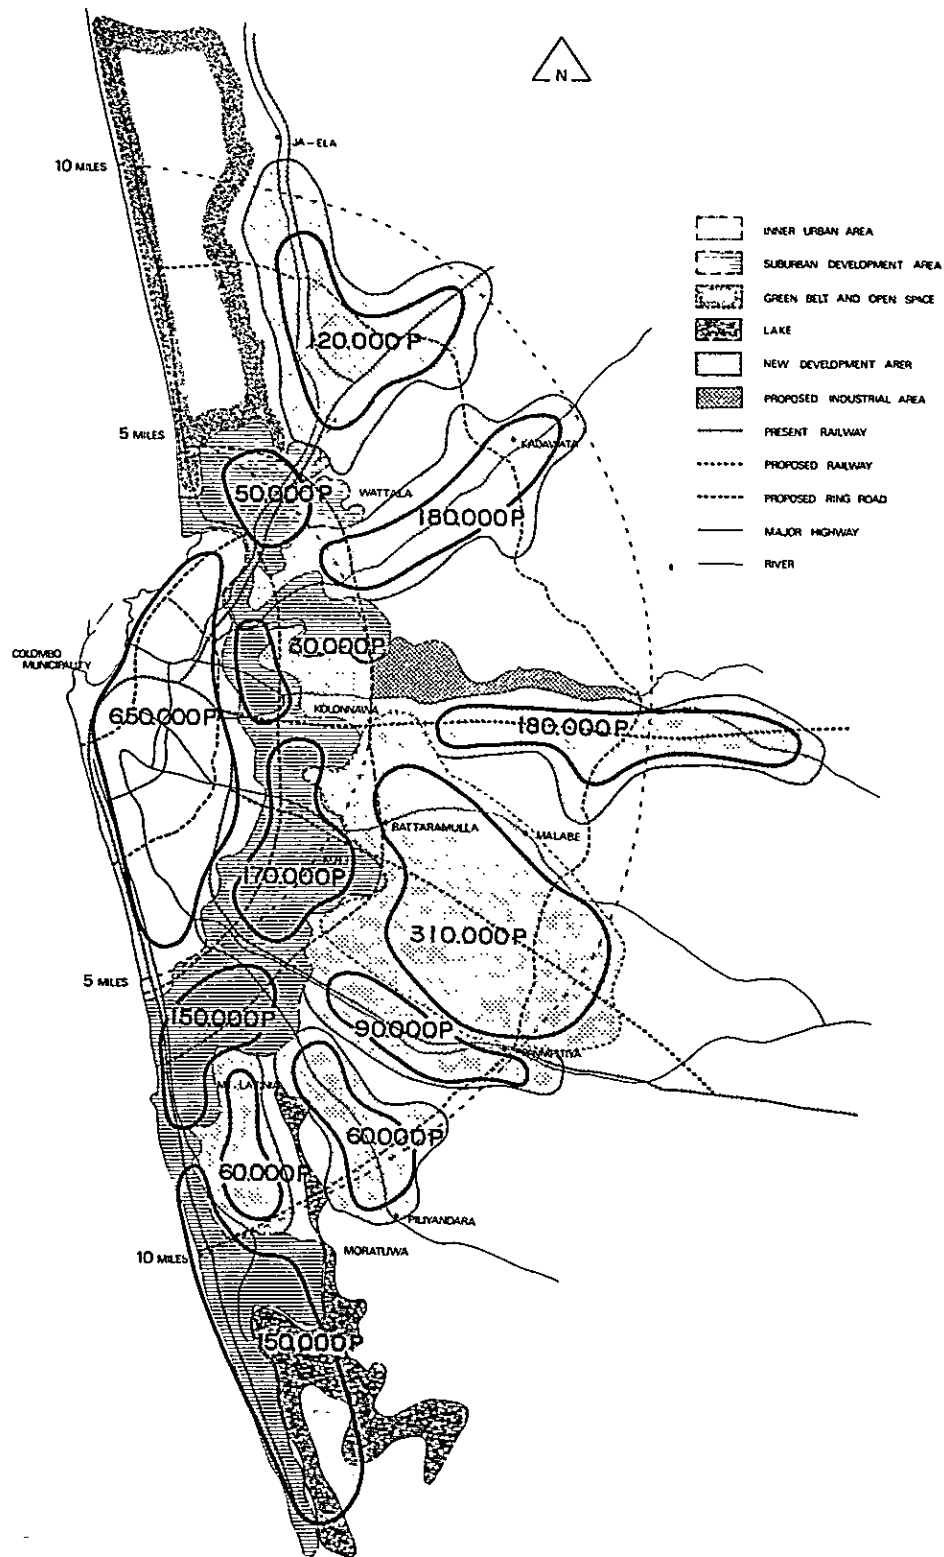 N
JA-ELA
10 MILES
INNER URBAN AREA
SUBURBAN DEVELOPMENT AREA
GREEN BELT AND OPEN SPACE
LAKE
NEW DEVELOPMENT ARER
PROPOSED INDUSTRIAL AREA
PRESENT RAILWAY
PROPOSED RAILWAY
PROPOSED RING ROAD
MAJOR HIGHWAY
RIVER
120.000P
5 MILES
KADAWATA
50.000P
WATTALA
180.000P
COLOMBO
MUNICIPALITY
30.000P
KOLONNAWA
650.000P
180.000P
BATTARAMULLA
MALABE
170.000P
310.000P
5 MILES
150.000P
90.000P
60.000P
60.000P
PILIYANDARA
10 MILES
MORATUWA
150.000P